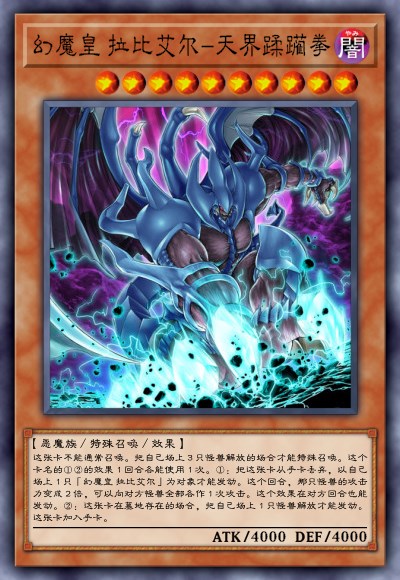 幻魔皇 拉比艾尔-天界蹂躏拳
やみ
闇
【恶魔族/特殊召唤/效果】
这张卡不能通常召唤。把自己场上3只怪兽解放的场合才能特殊召唤。这个
卡名的①②的效果1回合各能使用1次。①：把这张卡从手卡丢弃，以自己
场上1只「幻魔皇 拉比艾尔」为对象才能发动。这个回合，那只怪兽的攻击
力变成2倍，可以向对方怪兽全部各作1次攻击。这个效果在对方回合也能
发动。②：这张卡在墓地存在的场合，把自己场上1只怪兽解放才能发动。
这张卡加入手卡。
ATK/4000 DEF/4000